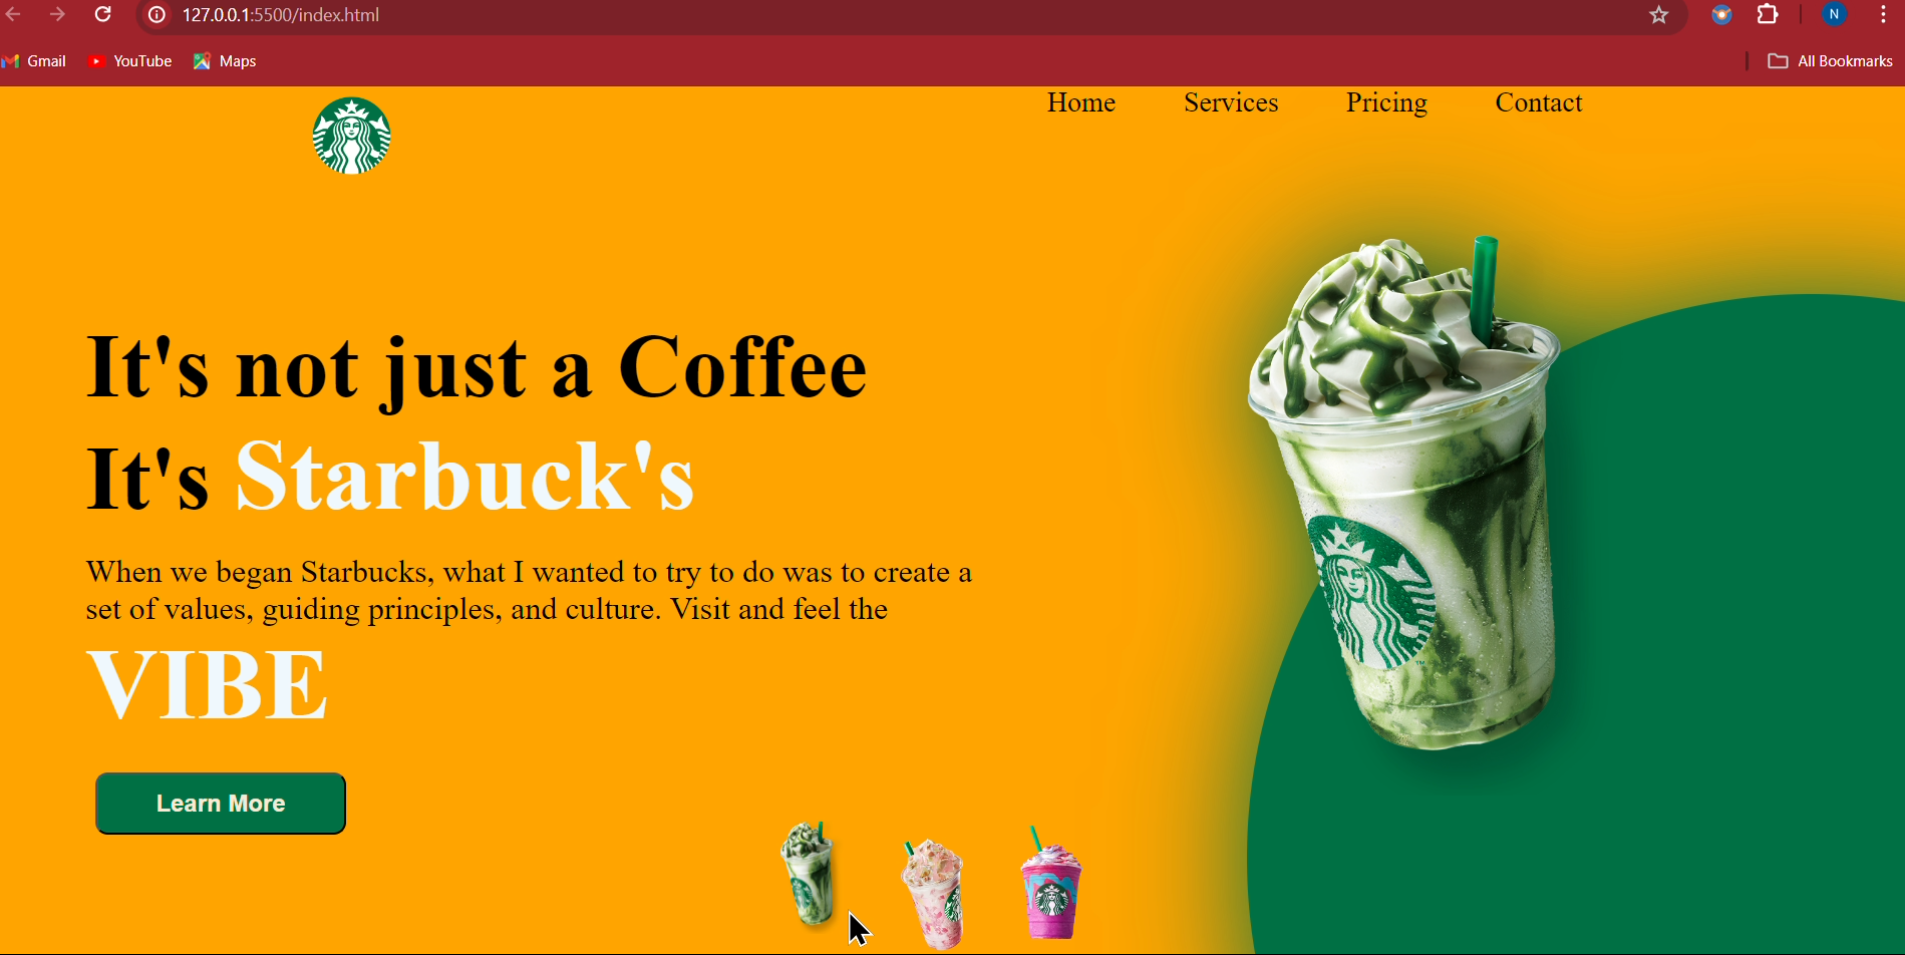 127.0.0.1:5500/index.html
N
Gmail YouTube Maps All Bookmarks
Home Services Pricing Contact
It's not just a Coffee
It's Starbuck's
When we began Starbucks, what I wanted to try to do was to create a
set of values, guiding principles, and culture. Visit and feel the
VIBE
Learn More
TM